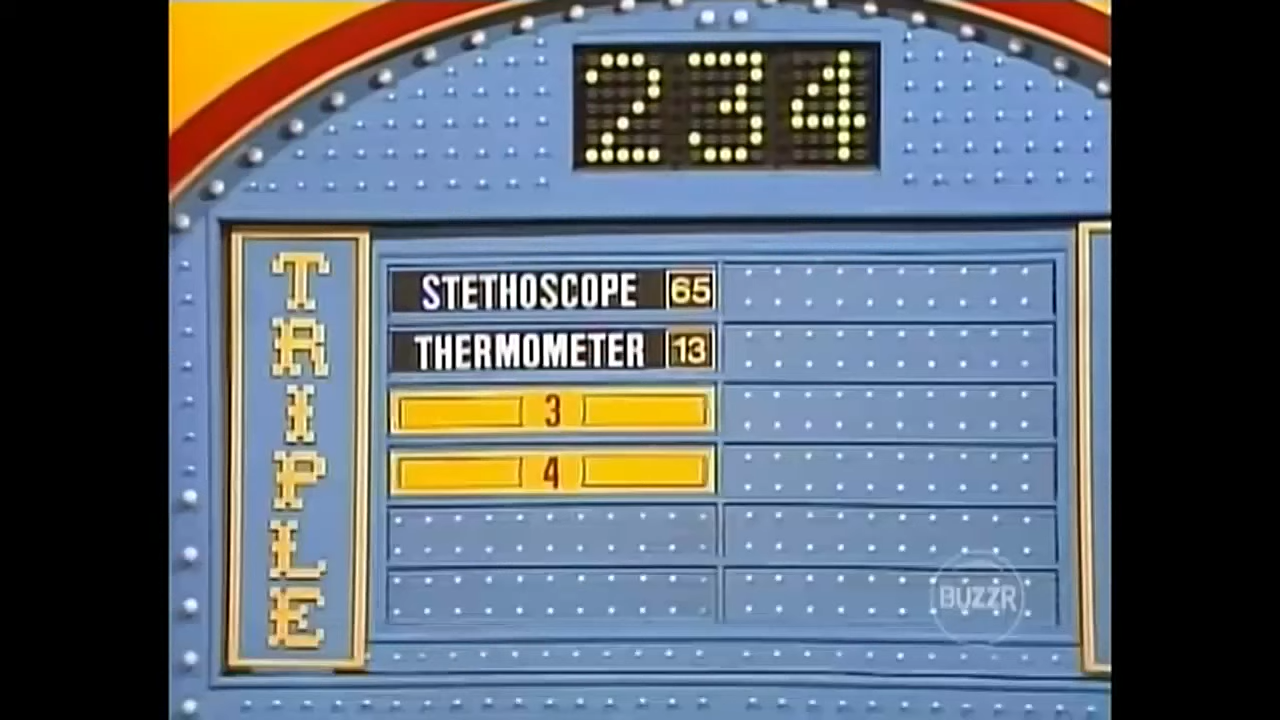 234
TRIPLE
STETHOSCOPE 65
THERMOMETER 13
3
4
BUZZR